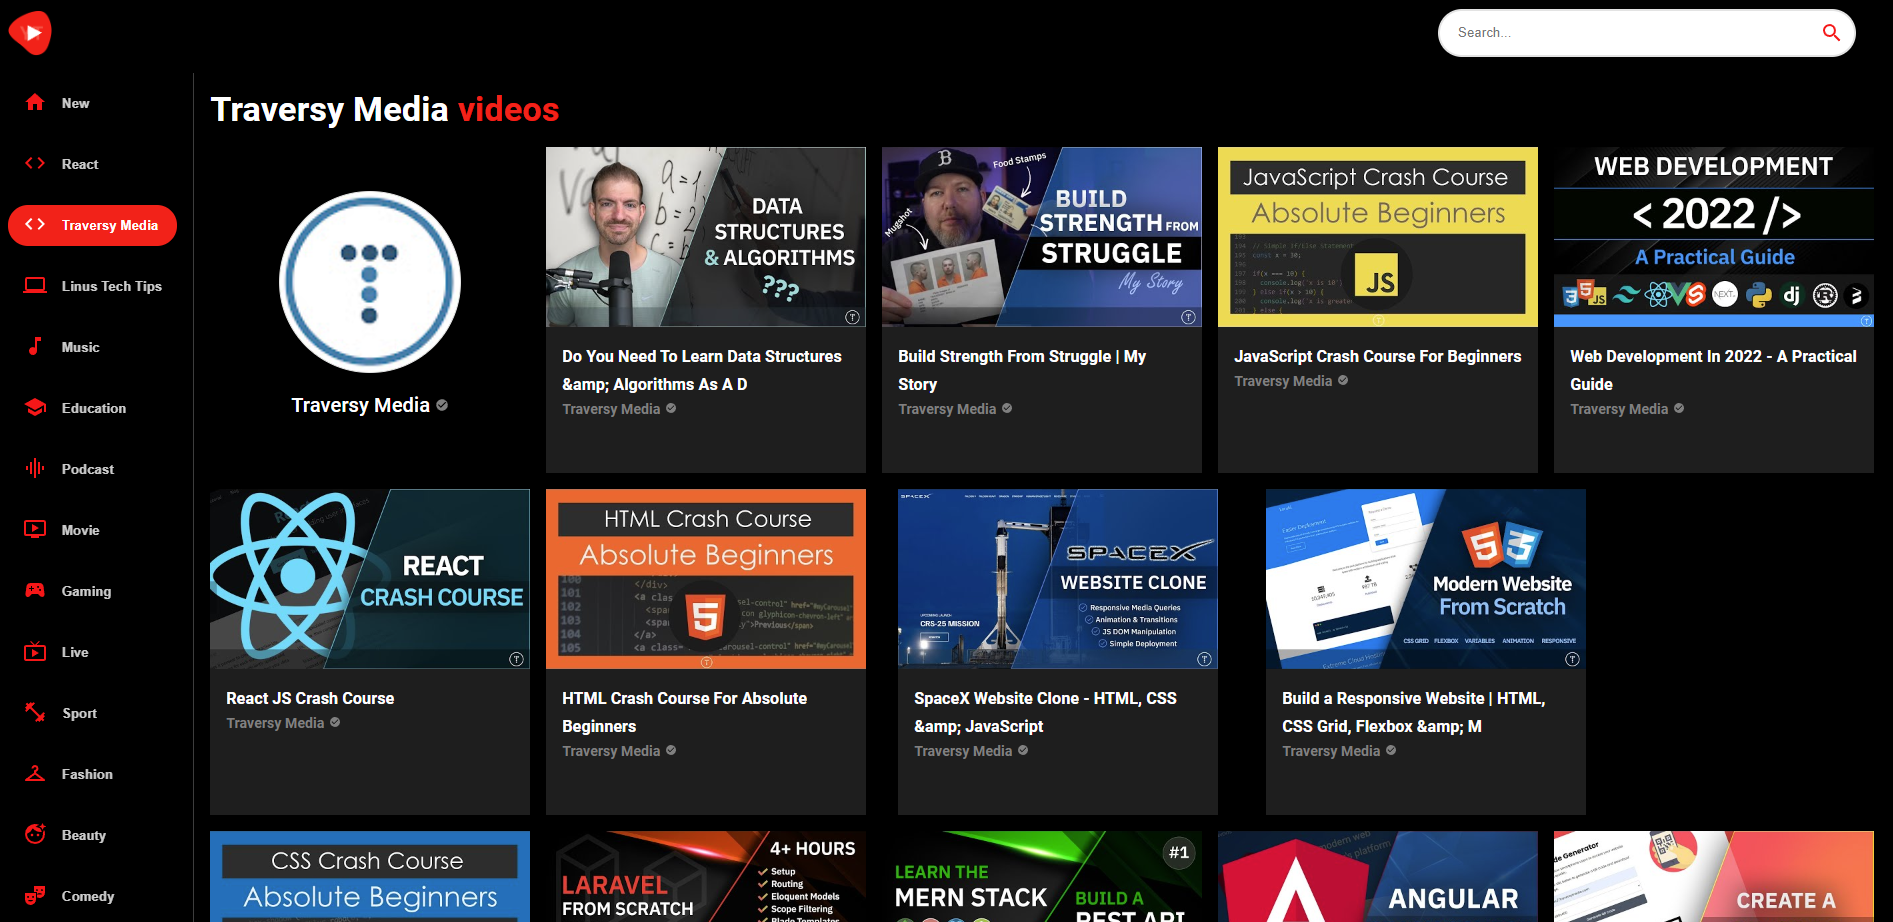 Search...
New
React
Traversy Media
Linus Tech Tips
Music
Education
Podcast
Movie
Gaming
Live
Sport
Fashion
Beauty
Comedy
Traversy Media videos
Traversy Media
DATA
STRUCTURES
& ALGORITHMS
???
Do You Need To Learn Data Structures
&amp; Algorithms As A D
Traversy Media
Food Stamps
Mugshot
BUILD
STRENGTH FROM
STRUGGLE
My Story
Build Strength From Struggle | My
Story
Traversy Media
JavaScript Crash Course
Absolute Beginners
JS
JavaScript Crash Course For Beginners
Traversy Media
WEB DEVELOPMENT
< 2022 />
A Practical Guide
Web Development In 2022 - A Practical
Guide
Traversy Media
REACT
CRASH COURSE
React JS Crash Course
Traversy Media
HTML Crash Course
Absolute Beginners
HTML Crash Course For Absolute
Beginners
Traversy Media
SPACEX
UPCOMING LAUNCH
CRS-25 MISSION
SPACEX
WEBSITE CLONE
Responsive Media Queries
Animation & Transitions
JS DOM Manipulation
Simple Deployment
SpaceX Website Clone - HTML, CSS
&amp; JavaScript
Traversy Media
Modern Website
From Scratch
CSS GRID FLEXBOX VARIABLES ANIMATION RESPONSIVE
Build a Responsive Website | HTML,
CSS Grid, Flexbox &amp; M
Traversy Media
CSS Crash Course
Absolute Beginners
4+ HOURS
LARAVEL
FROM SCRATCH
Setup
Routing
Eloquent Models
Scope Filtering
Blade Templates
#1
LEARN THE
MERN STACK
BUILD A
REST API
ANGULAR
CREATE A